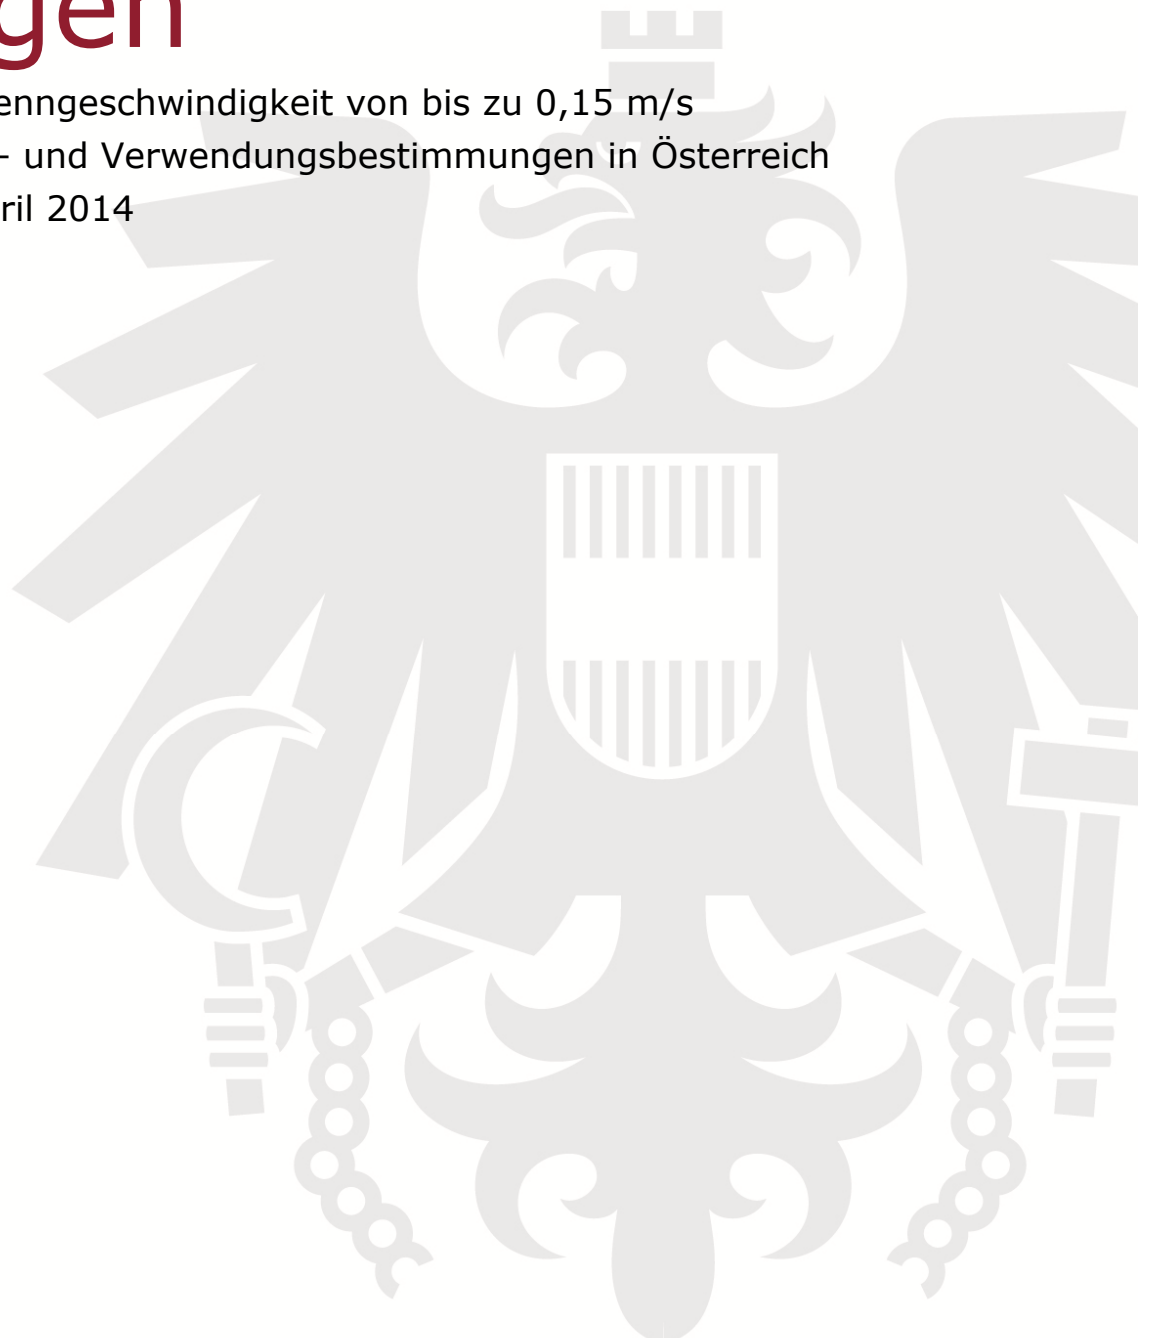 gen
enngeschwindigkeit von bis zu 0,15 m/s
- und Verwendungsbestimmungen in Österreich
ril 2014